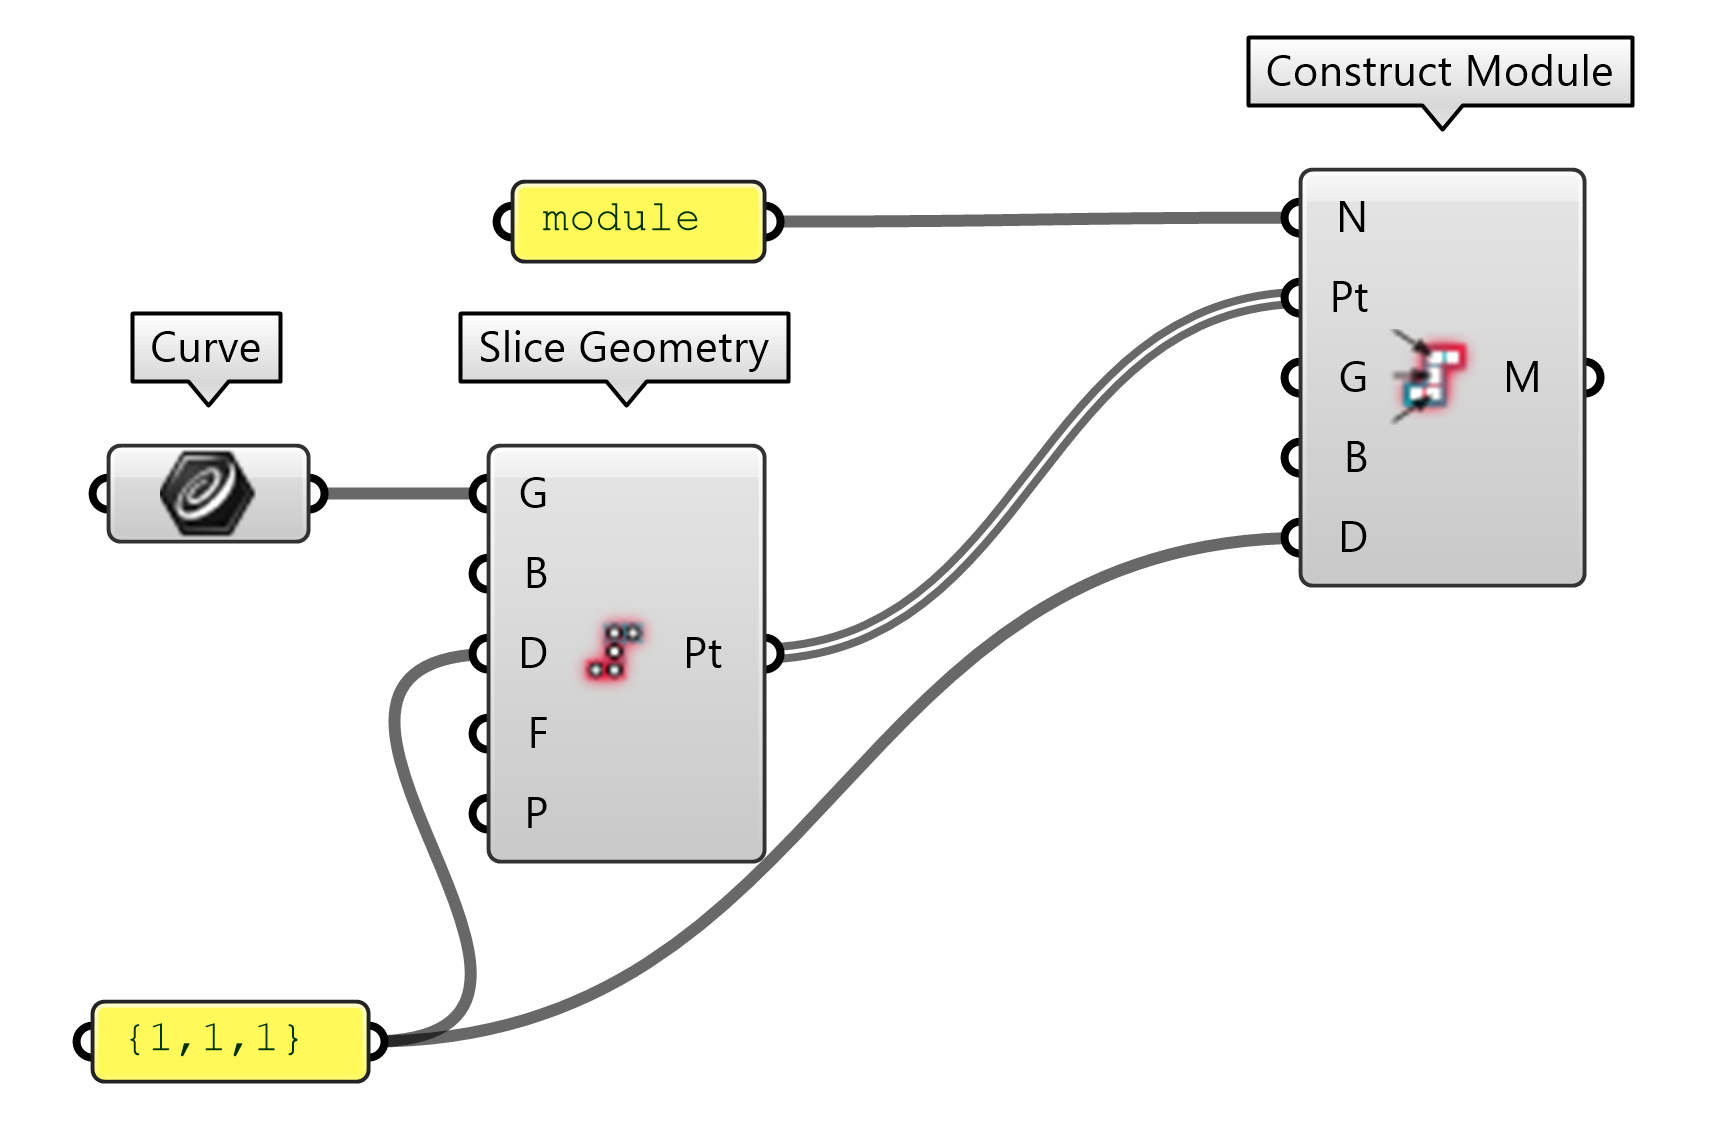 Construct Module
module
N
Pt
G
B
D
M
Curve
Slice Geometry
G
B
D
F
P
Pt
{1,1,1}